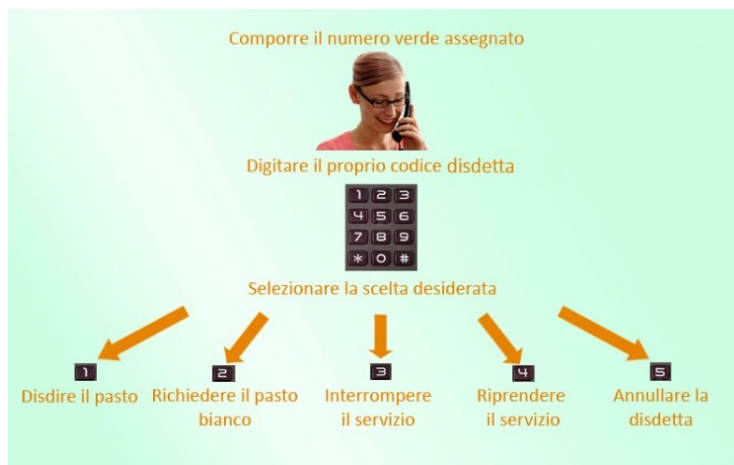 Comporre il numero verde assegnato
Digitare il proprio codice disdetta
1 2 3
4 5 6
7 8 9
* 0 #
Selezionare la scelta desiderata
1
Disdire il pasto
2
Richiedere il pasto
bianco
3
Interrompere
il servizio
4
Riprendere
il servizio
5
Annullare la
disdetta